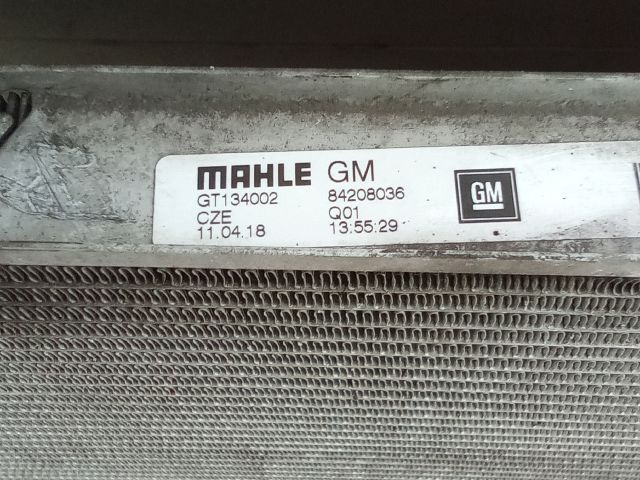 MAHLE GM
GT134002 84208036
CZE Q01
11.04.18 13:55:29
GM